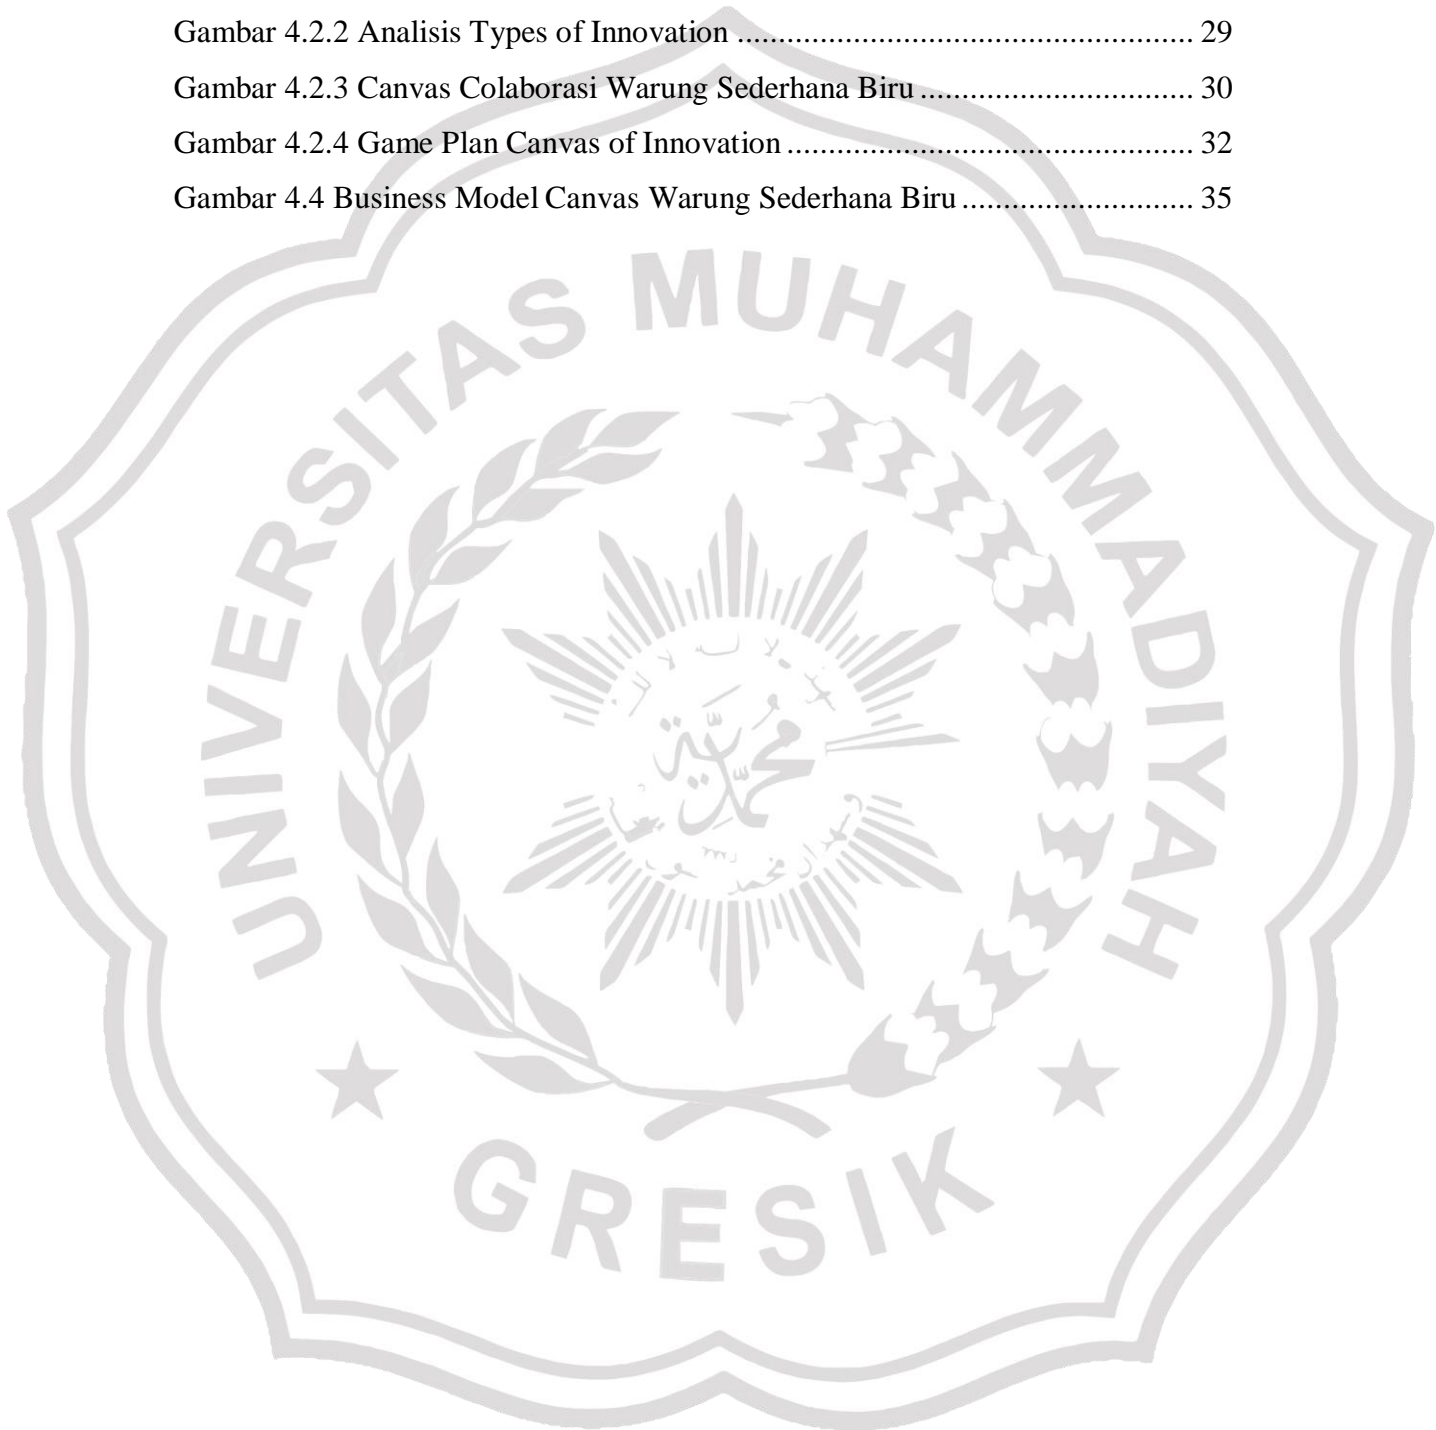 Gambar 4.2.2 Analisis Types of Innovation ........................................................ 29
Gambar 4.2.3 Canvas Colaborasi Warung Sederhana Biru ................................. 30
Gambar 4.2.4 Game Plan Canvas of Innovation ................................................. 32
Gambar 4.4 Business Model Canvas Warung Sederhana Biru ............................ 35
UNIVERSITAS MUHAMMADIYAH
محمدية
GRESIK